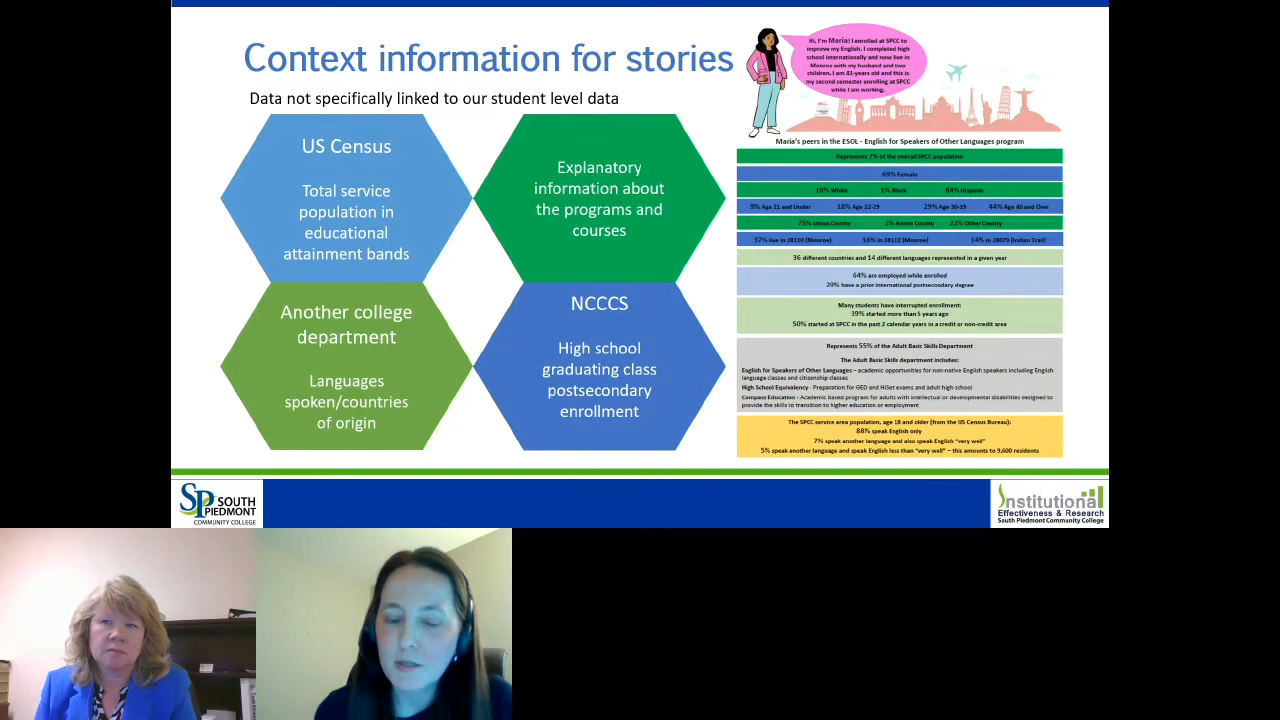 Context information for stories
Data not specifically linked to our student level data
US Census
Total service
population in
educational
attainment bands
Explanatory
information about
the programs and
courses
Another college
department
Languages
spoken/countries
of origin
NCCCS
High school
graduating class
postsecondary
enrollment
Hi, I'm Maria! I enrolled at SPCC to
improve my English. I completed high
school internationally and now live in
Monroe with my husband and two
children. I am 41-years old and this is
my second semester enrolling at SPCC
while I am working.
Maria's peers in the ESOL - English for Speakers of Other Languages program
Represents 7% of the overall SPCC population
69% Female
10% White 1% Black 84% Hispanic
9% Age 21 and Under 18% Age 22-29 29% Age 30-39 44% Age 40 and Over
75% Union County 2% Anson County 22% Other County
37% live in 28110 (Monroe) 16% in 28112 (Monroe) 14% in 28079 (Indian Trail)
36 different countries and 14 different languages represented in a given year
64% are employed while enrolled
20% have a prior international postsecondary degree
Many students have interrupted enrollment:
39% started more than 5 years ago
50% started at SPCC in the past 2 calendar years in a credit or non-credit area
Represents 55% of the Adult Basic Skills Department
The Adult Basic Skills department includes:
English for Speakers of Other Languages – academic opportunities for non-native English speakers including English
language classes and citizenship classes
High School Equivalency - Preparation for GED and HiSet exams and adult high school
Compass Education - Academic based program for adults with intellectual or developmental disabilities designed to
provide the skills to transition to higher education or employment
The SPCC service area population, age 18 and older (from the US Census Bureau):
88% speak English only
7% speak another language and also speak English "very well"
5% speak another language and speak English less than "very well" – this amounts to 9,600 residents
SP SOUTH
PIEDMONT
COMMUNITY COLLEGE
Institutional
Effectiveness & Research
South Piedmont Community College